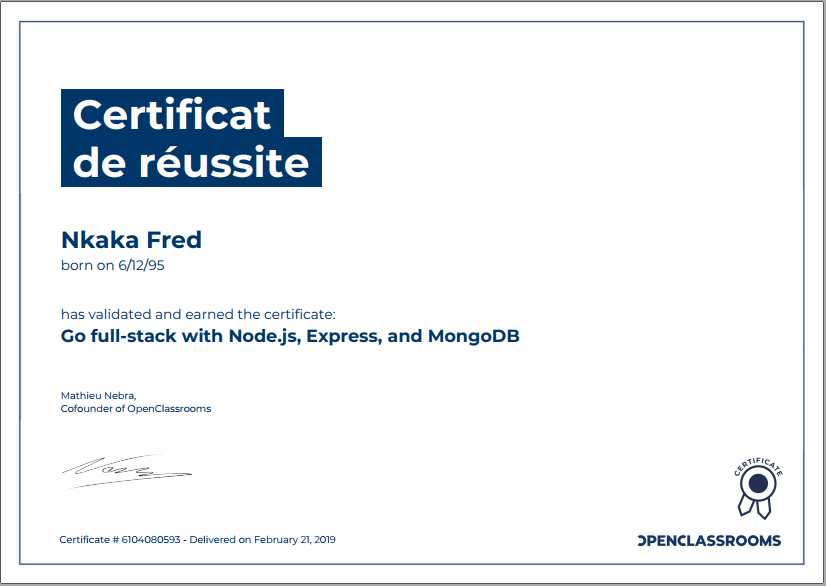 Certificat
de réussite
Nkaka Fred
born on 6/12/95
has validated and earned the certificate:
Go full-stack with Node.js, Express, and MongoDB
Mathieu Nebra,
Cofounder of OpenClassrooms
CERTIFICATE
Certificate # 6104080593 - Delivered on February 21, 2019
OPENCLASSROOMS